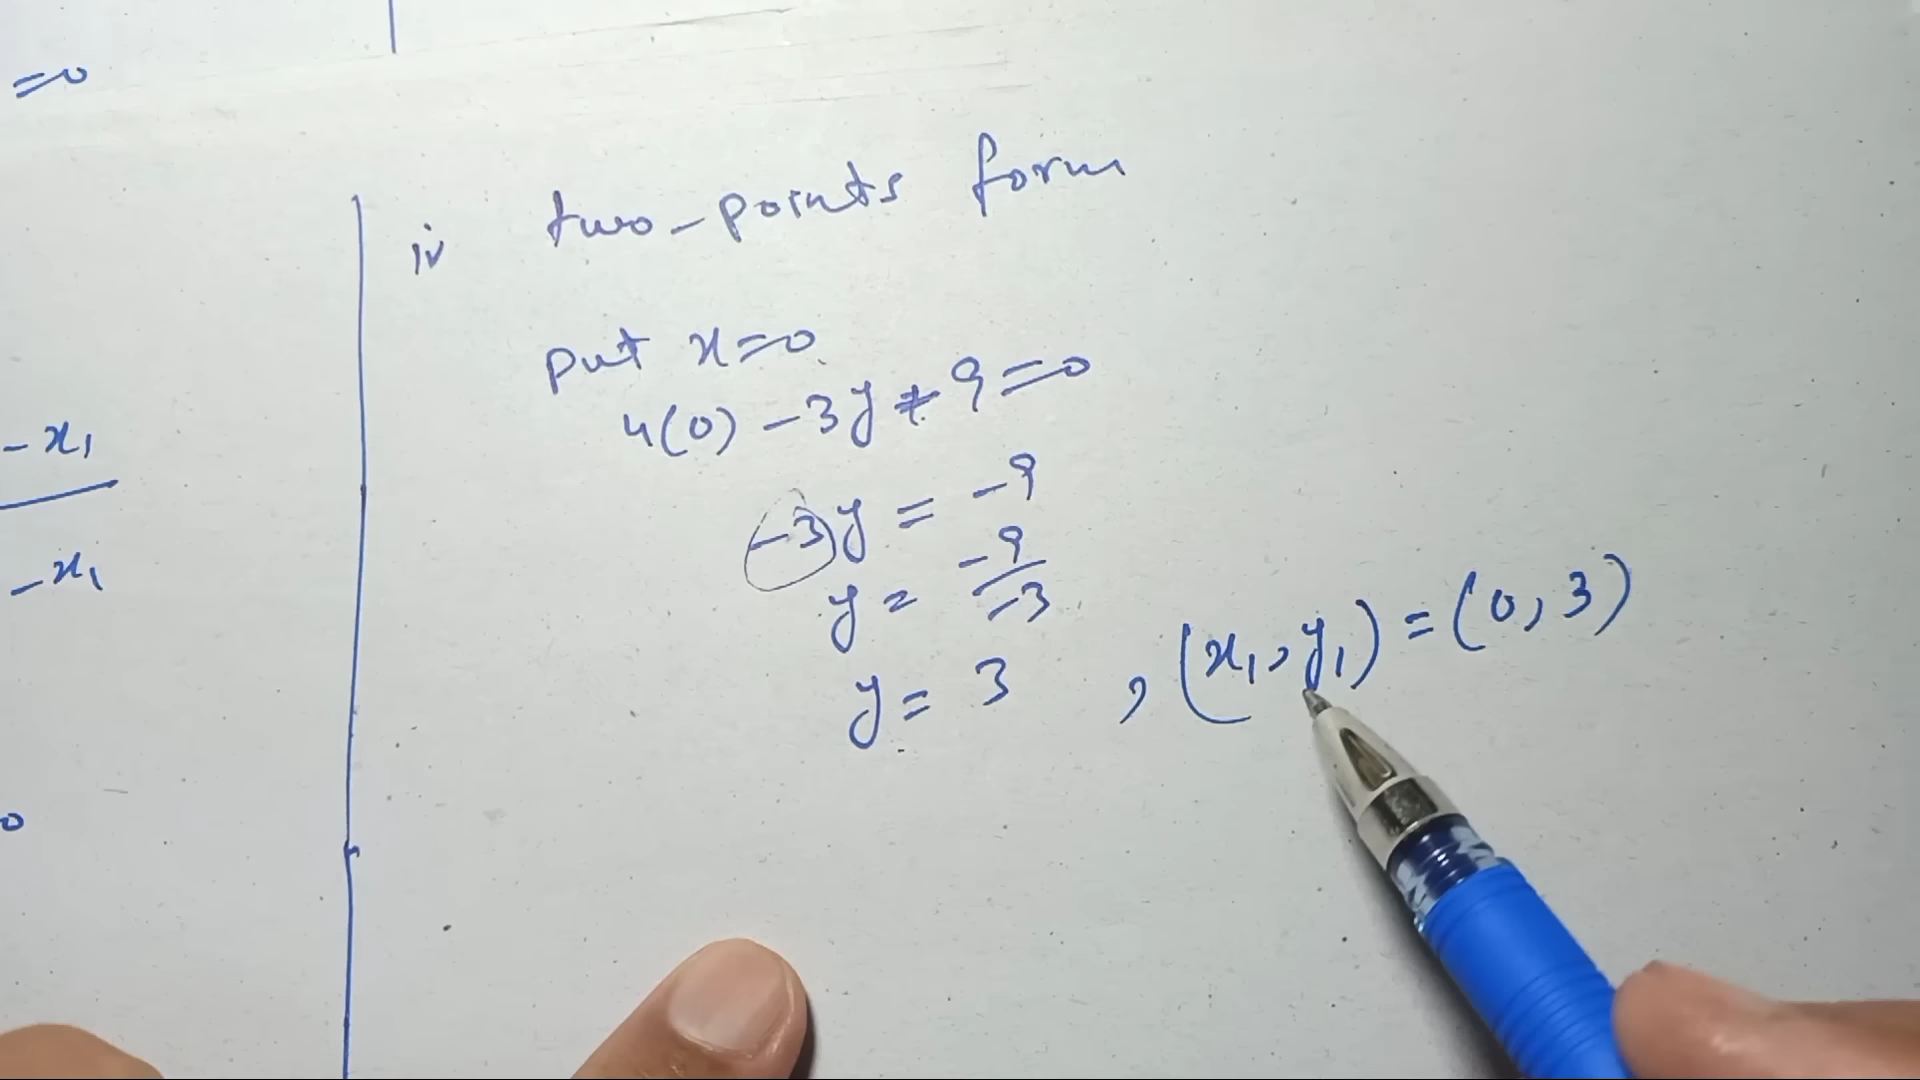 =0
- x₁
- x₁
0
iv two-points form
put x=0
4(0) - 3y + 9 = 0
-3y = -9
y = -9/-3
y = 3 , (x₁, y₁) = (0, 3)